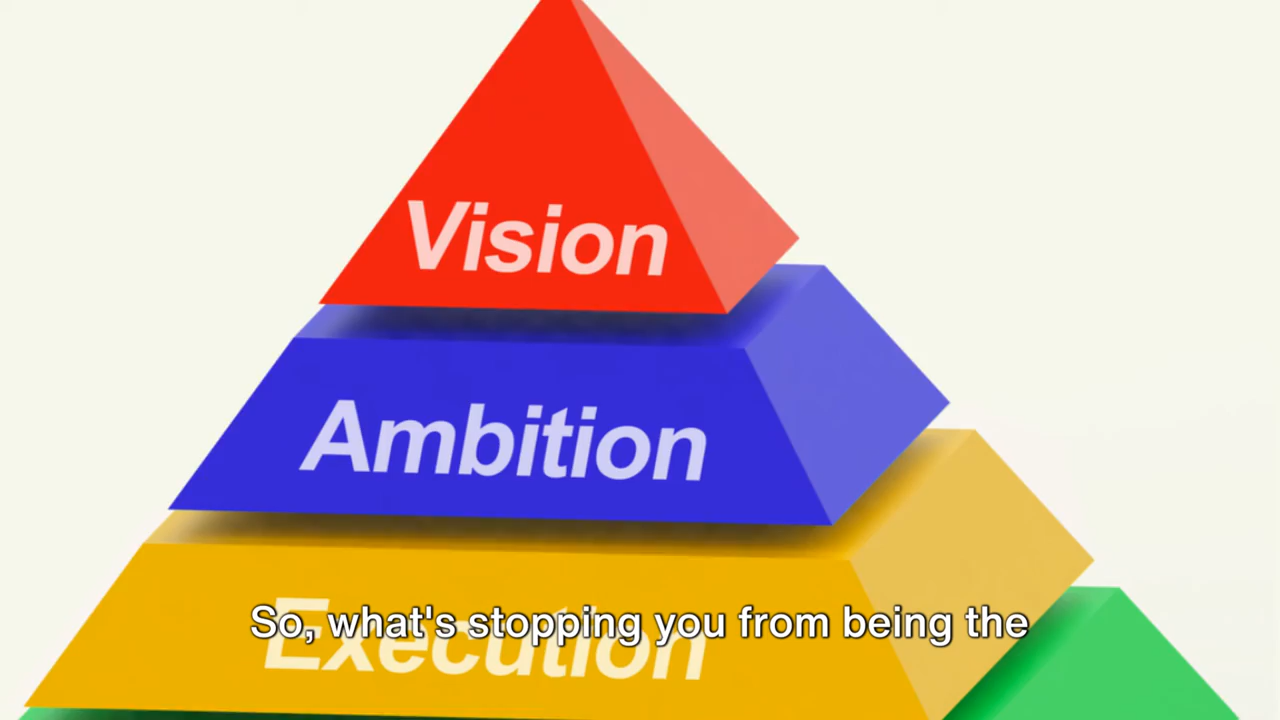 Vision
Ambition
Execution
So, what's stopping you from being the